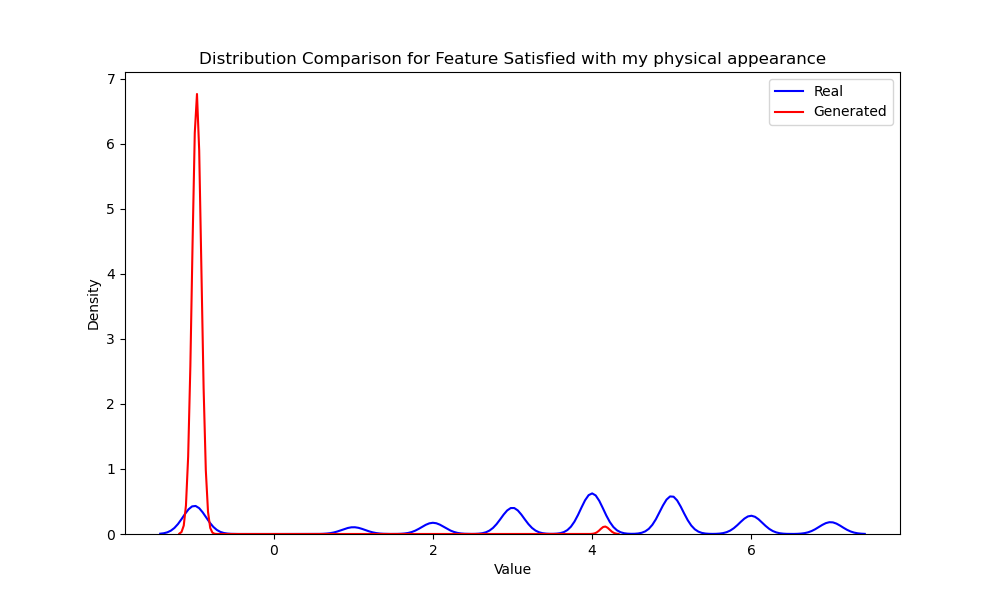 Distribution Comparison for Feature Satisfied with my physical appearance
Real
Generated
7
6
5
4
3
2
1
0
Density
0 2 4 6
Value